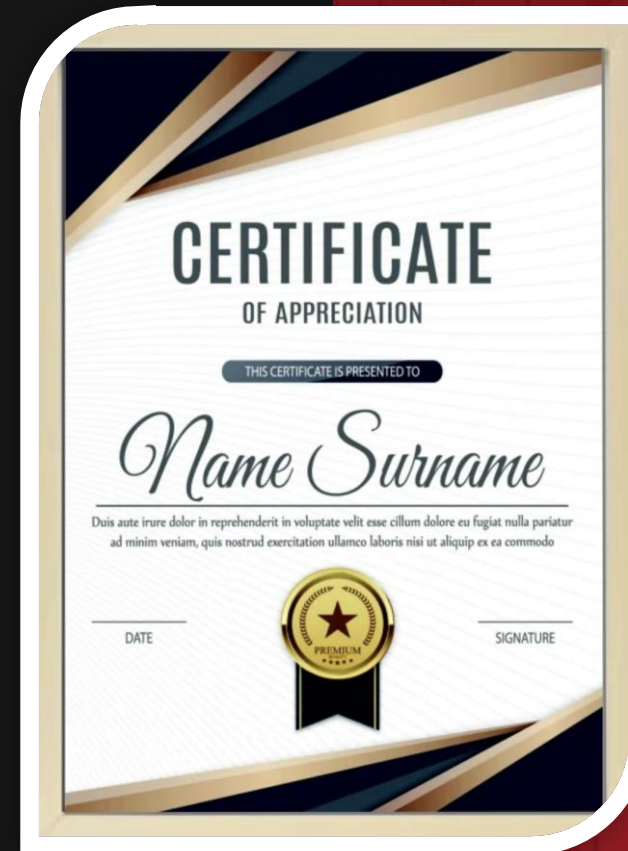 CERTIFICATE
OF APPRECIATION
THIS CERTIFICATE IS PRESENTED TO
Name Surname
Duis aute irure dolor in reprehenderit in voluptate velit esse cillum dolore eu fugiat nulla pariatur
ad minim veniam, quis nostrud exercitation ullamco laboris nisi ut aliquip ex ea commodo
DATE
PREMIUM
SIGNATURE